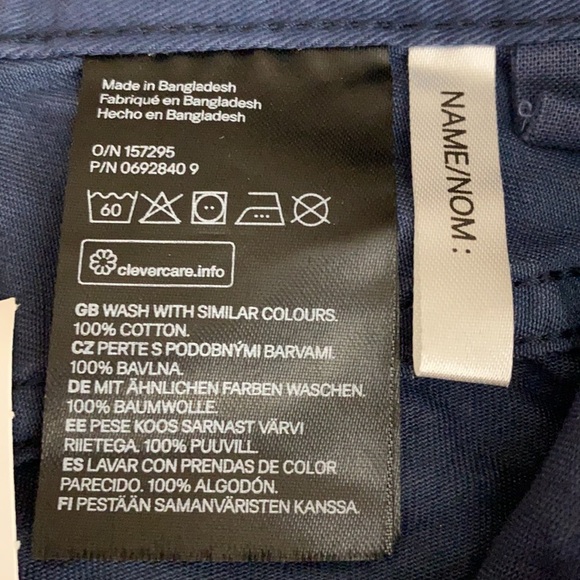 Made in Bangladesh
Fabriqué en Bangladesh
Hecho en Bangladesh
O/N 157295
P/N 0692840 9
60
clevercare.info
GB WASH WITH SIMILAR COLOURS.
100% COTTON.
CZ PERTE S PODOBNÝMI BARVAMI.
100% BAVLNA.
DE MIT ÄHNLICHEN FARBEN WASCHEN.
100% BAUMWOLLE.
EE PESE KOOS SARNAST VÄRVI
RIIETEGA. 100% PUUVILL.
ES LAVAR CON PRENDAS DE COLOR
PARECIDO. 100% ALGODÓN.
FI PESTÄÄN SAMANVÄRISTEN KANSSA.
NAME/NOM :